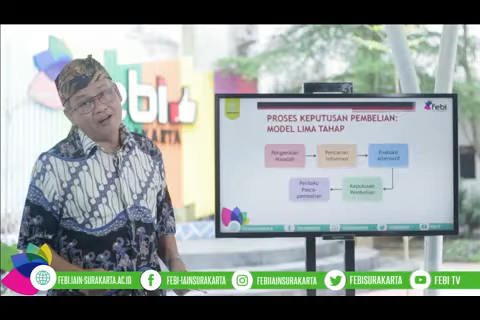 febi
SURAKARTA
febi
PROSES KEPUTUSAN PEMBELIAN:
MODEL LIMA TAHAP
Pengenalan
Masalah
Pencarian
Informasi
Evaluasi
Alternatif
Keputusan
Pembelian
Perilaku
Pasca-
pembelian
FEBI.IAIN-SURAKARTA.AC.ID
FEBI-IAINSURAKARTA
FEBIIAINSURAKARTA
FEBISURAKARTA
FEBI TV